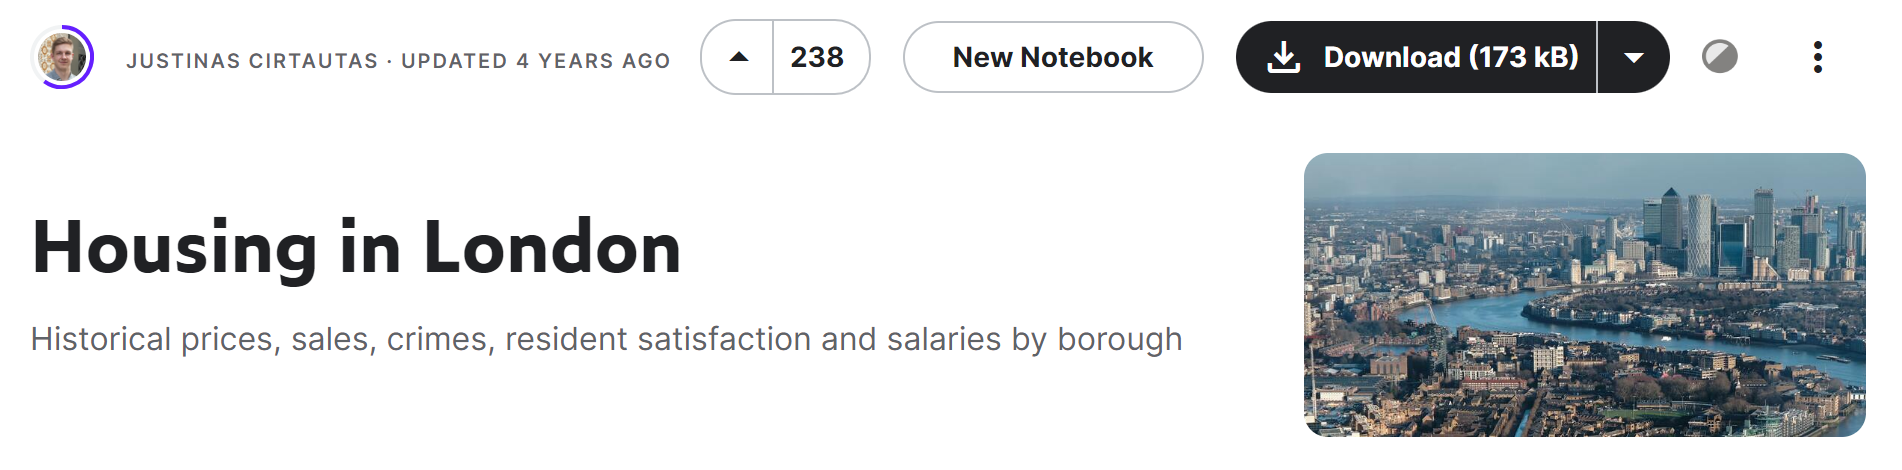 JUSTINAS CIRTAUTAS · UPDATED 4 YEARS AGO
238
New Notebook
Download (173 kB)
Housing in London
Historical prices, sales, crimes, resident satisfaction and salaries by borough